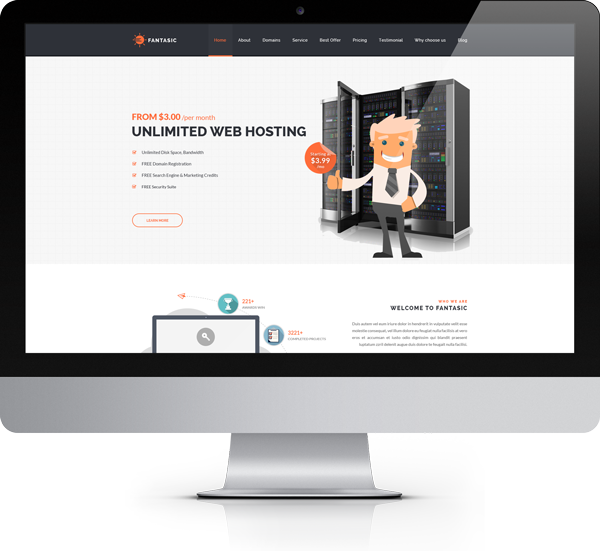 FANTASIC
Home About Domains Service Best Offer Pricing Testimonial Why choose us Blog
FROM $3.00 /per month
UNLIMITED WEB HOSTING
Unlimited Disk Space, Bandwidth
FREE Domain Registration
FREE Search Engine & Marketing Credits
FREE Security Suite
Starting at
$3.99
/mo
LEARN MORE
221+
AWARDS WINS
3221+
COMPLETED PROJECTS
WHO WE ARE
WELCOME TO FANTASIC
Duis autem vel eum iriure dolor in hendrerit in vulputate velit esse
molestie consequat, vel illum dolore eu feugiat nulla facilisis at vero
eros et accumsan et iusto odio dignissim qui blandit praesent
luptatum zzril delenit augue duis dolore te feugait nulla facilisi.